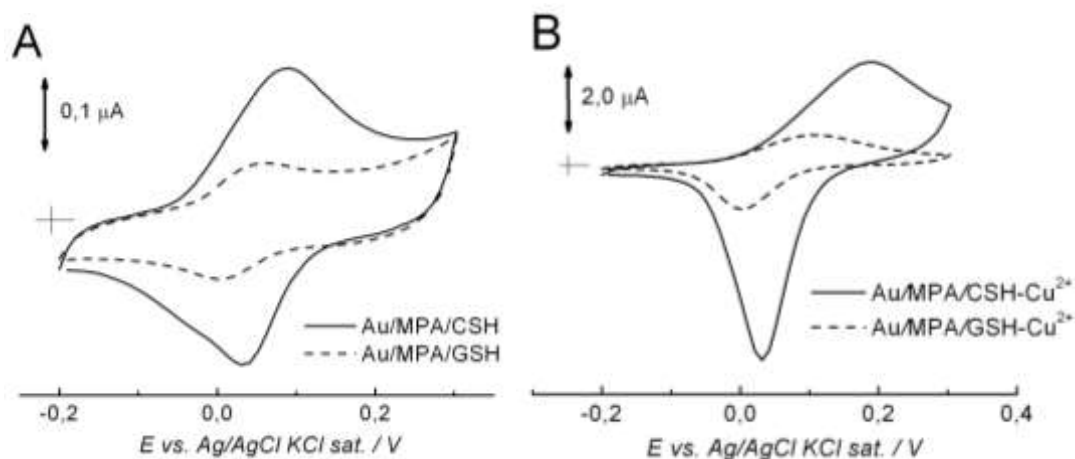 A
0,1 μA
Au/MPA/CSH
Au/MPA/GSH
-0,2 0,0 0,2
E vs. Ag/AgCl KCl sat. / V
B
2,0 μA
Au/MPA/CSH-Cu²⁺
Au/MPA/GSH-Cu²⁺
-0,2 0,0 0,2 0,4
E vs. Ag/AgCl KCl sat. / V